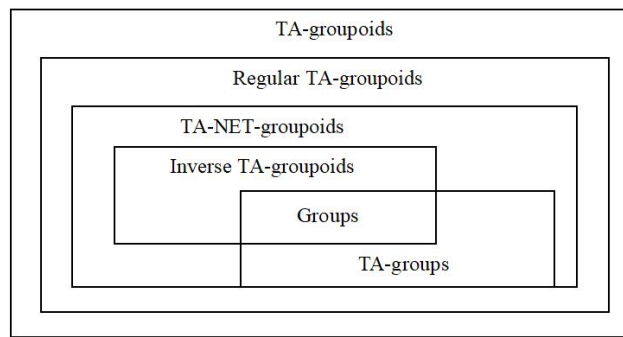 TA-groupoids
Regular TA-groupoids
TA-NET-groupoids
Inverse TA-groupoids
Groups
TA-groups